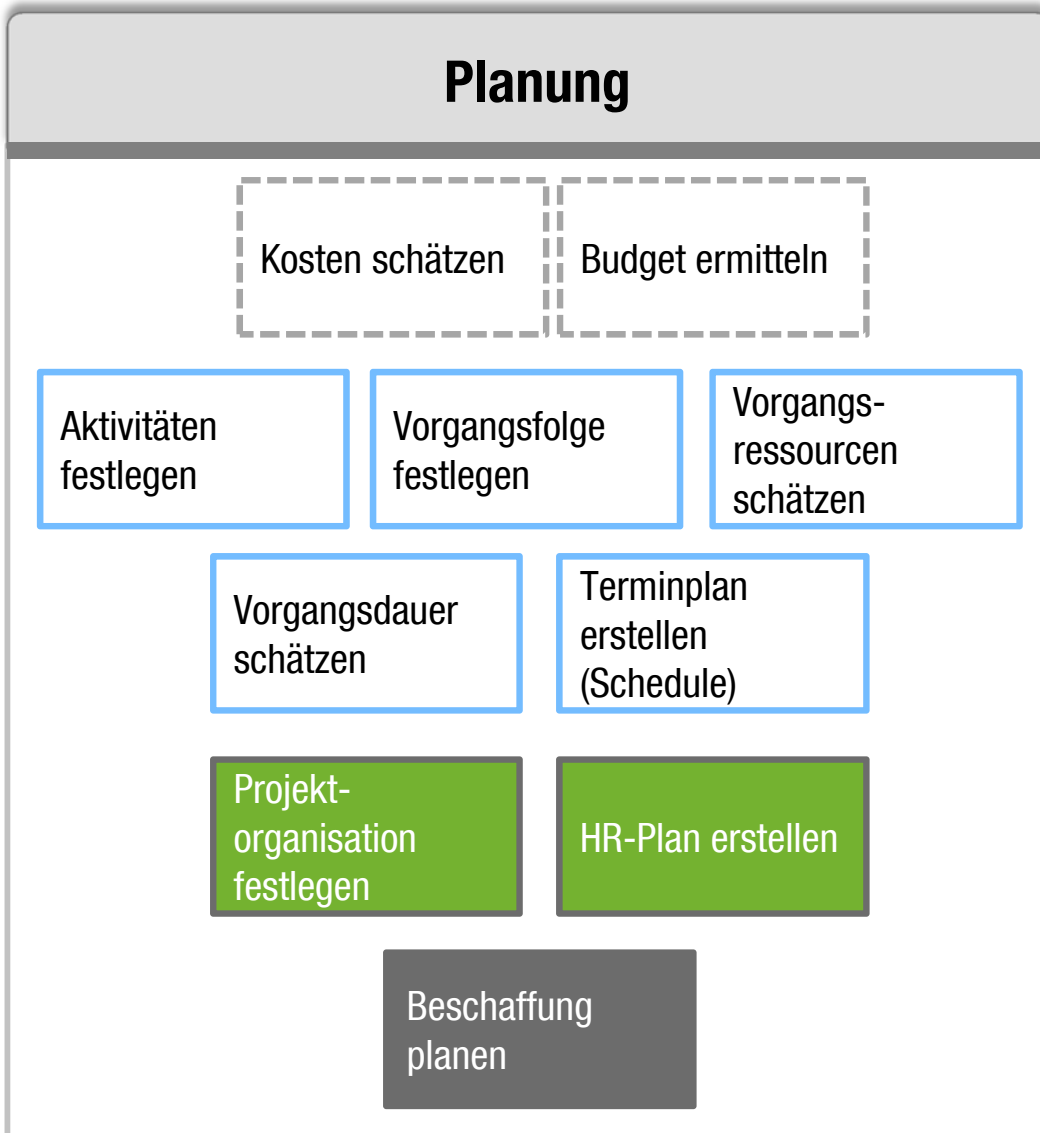 Planung
Kosten schätzen
Budget ermitteln
Aktivitäten
festlegen
Vorgangsfolge
festlegen
Vorgangs-
ressourcen
schätzen
Vorgangsdauer
schätzen
Terminplan
erstellen
(Schedule)
Projekt-
organisation
festlegen
HR-Plan erstellen
Beschaffung
planen